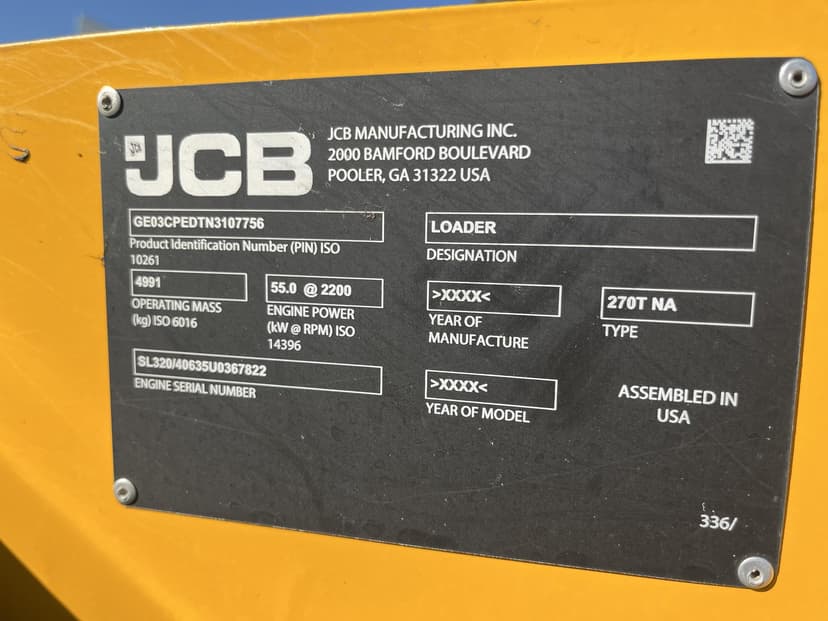 JCB
JCB MANUFACTURING INC.
2000 BAMFORD BOULEVARD
POOLER, GA 31322 USA
GE03CPEDTN3107756
Product Identification Number (PIN) ISO
10261
LOADER
DESIGNATION
4991
OPERATING MASS
(kg) ISO 6016
55.0 @ 2200
ENGINE POWER
(kW @ RPM) ISO
14396
>XXXX<
YEAR OF
MANUFACTURE
270T NA
TYPE
SL320/40635U0367822
ENGINE SERIAL NUMBER
>XXXX<
YEAR OF MODEL
ASSEMBLED IN
USA
336/